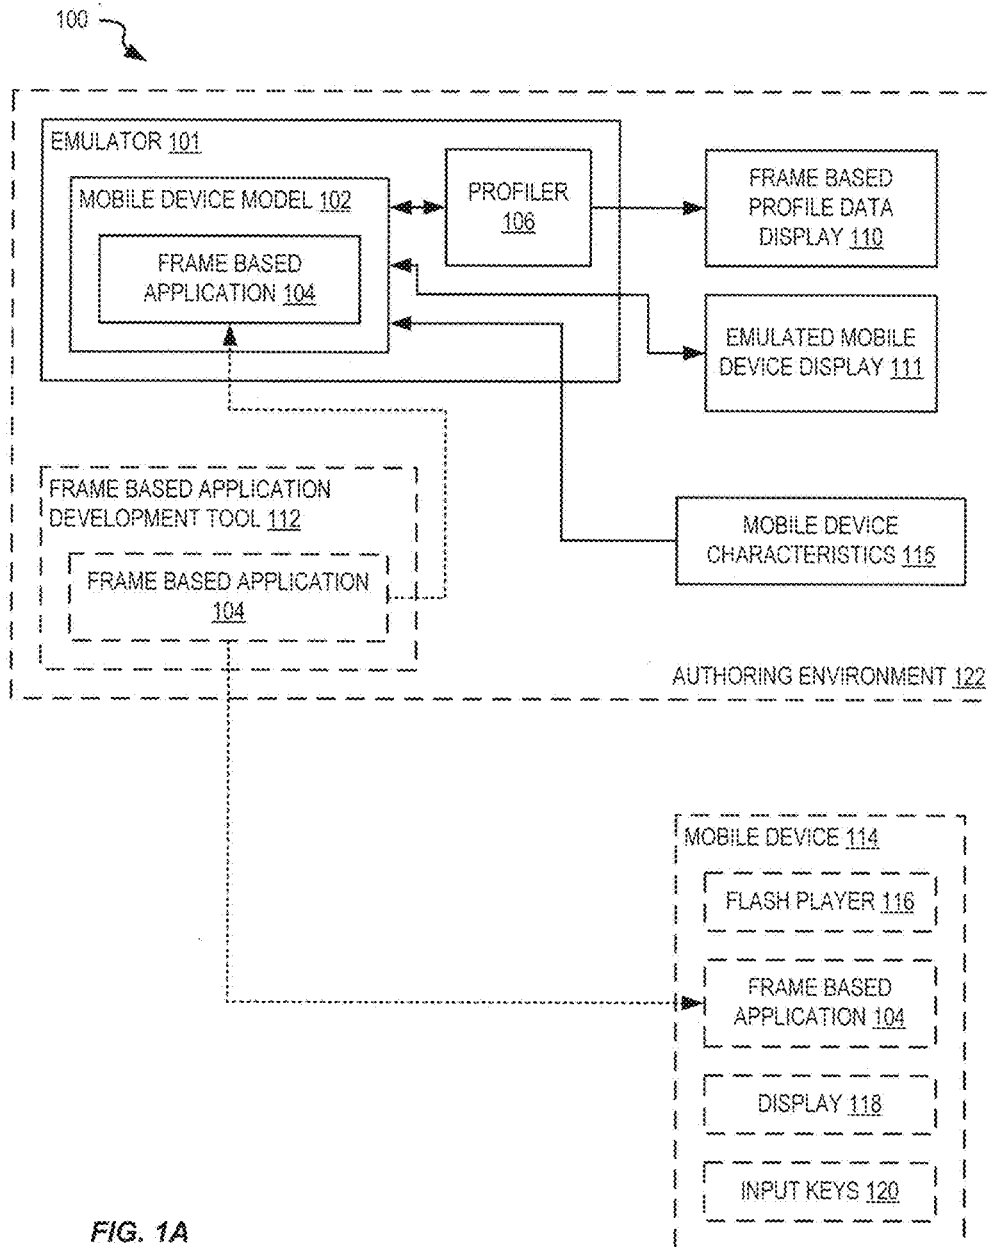 100
EMULATOR 101
MOBILE DEVICE MODEL 102
FRAME BASED
APPLICATION 104
PROFILER
106
FRAME BASED
PROFILE DATA
DISPLAY 110
EMULATED MOBILE
DEVICE DISPLAY 111
FRAME BASED APPLICATION
DEVELOPMENT TOOL 112
FRAME BASED APPLICATION
104
MOBILE DEVICE
CHARACTERISTICS 115
AUTHORING ENVIRONMENT 122
MOBILE DEVICE 114
FLASH PLAYER 116
FRAME BASED
APPLICATION 104
DISPLAY 118
INPUT KEYS 120
FIG. 1A